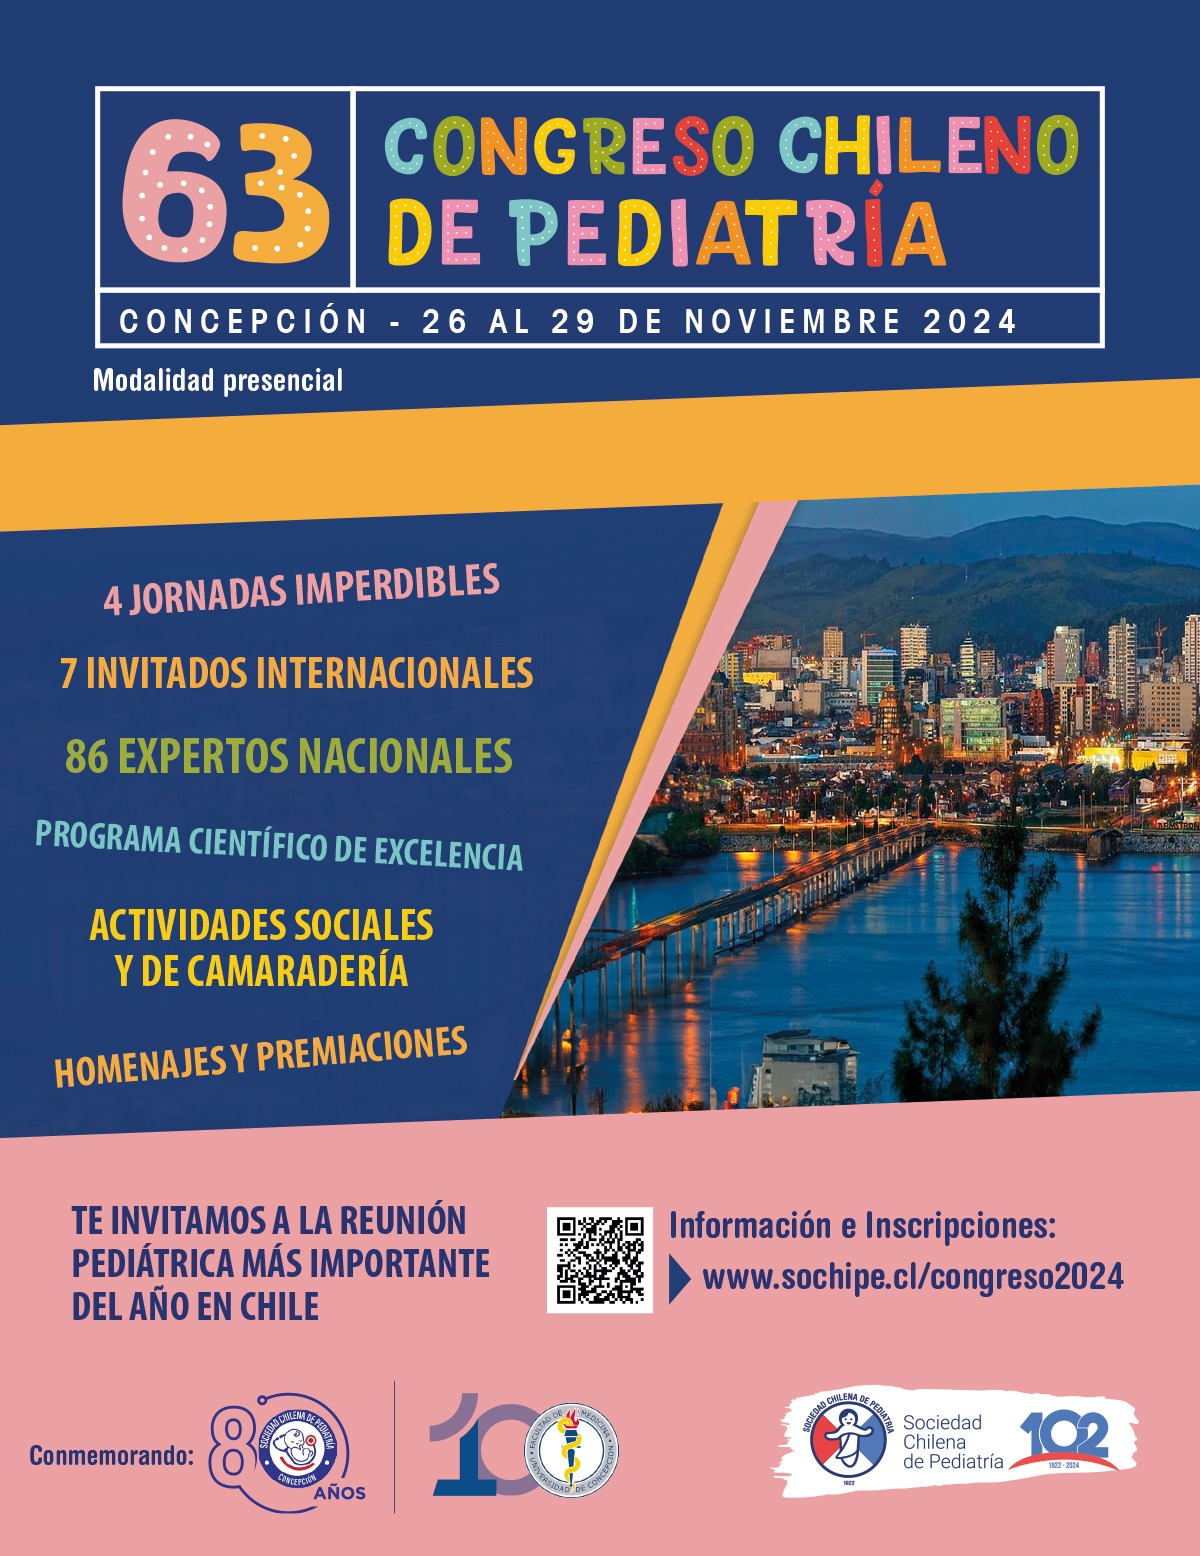 63
CONGRESO CHILENO
DE PEDIATRÍA
CONCEPCIÓN - 26 AL 29 DE NOVIEMBRE 2024
Modalidad presencial
4 JORNADAS IMPERDIBLES
7 INVITADOS INTERNACIONALES
86 EXPERTOS NACIONALES
PROGRAMA CIENTÍFICO DE EXCELENCIA
ACTIVIDADES SOCIALES
Y DE CAMARADERÍA
HOMENAJES Y PREMIACIONES
TE INVITAMOS A LA REUNIÓN
PEDIÁTRICA MÁS IMPORTANTE
DEL AÑO EN CHILE
Información e Inscripciones:
www.sochipe.cl/congreso2024
Conmemorando:
80
SOCIEDAD CHILENA DE PEDIATRÍA
CONCEPCIÓN
AÑOS
100
FACULTAD DE MEDICINA
UNIVERSIDAD DE CONCEPCIÓN
SOCIEDAD CHILENA DE PEDIATRIA
1922
Sociedad
Chilena
de Pediatría
102
1922 - 2024